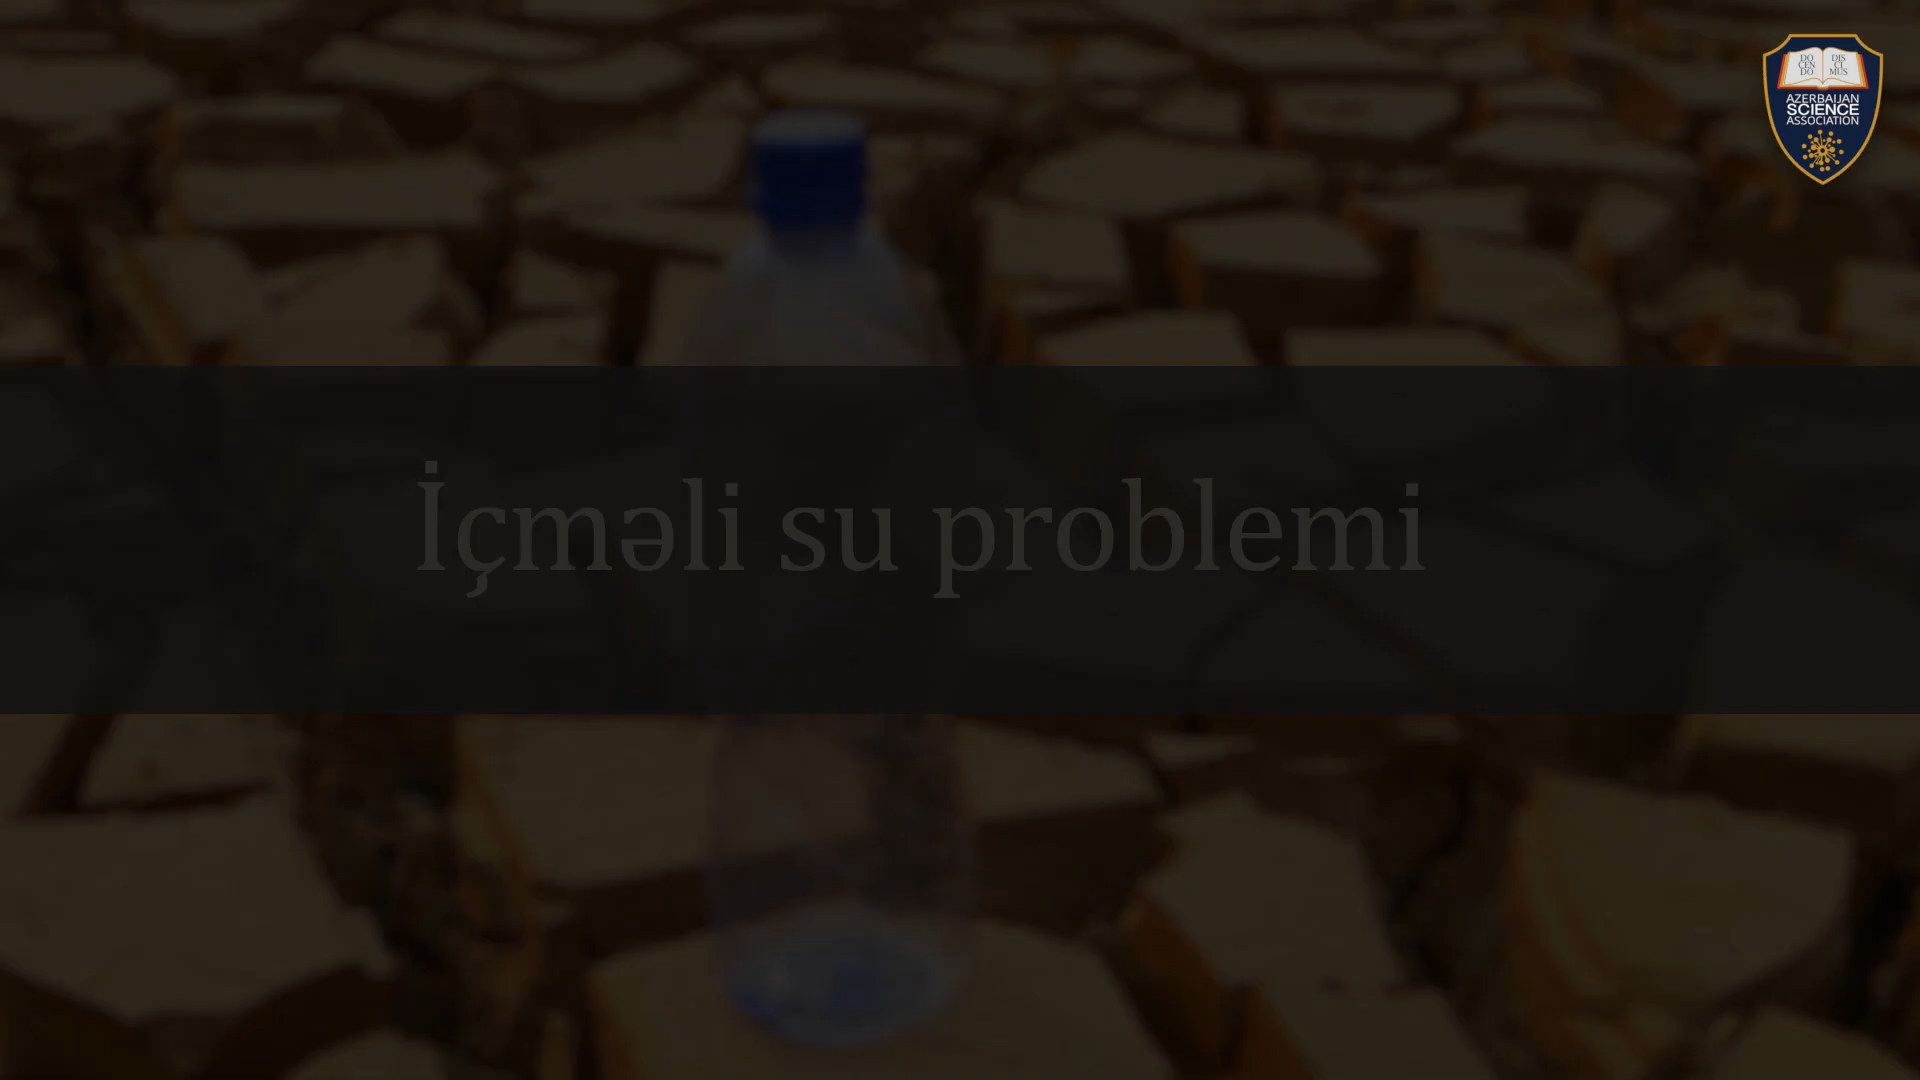 DO
CEN
DO
DIS
CI
MUS
AZERBAIJAN
SCIENCE
ASSOCIATION
İçməli su problemi